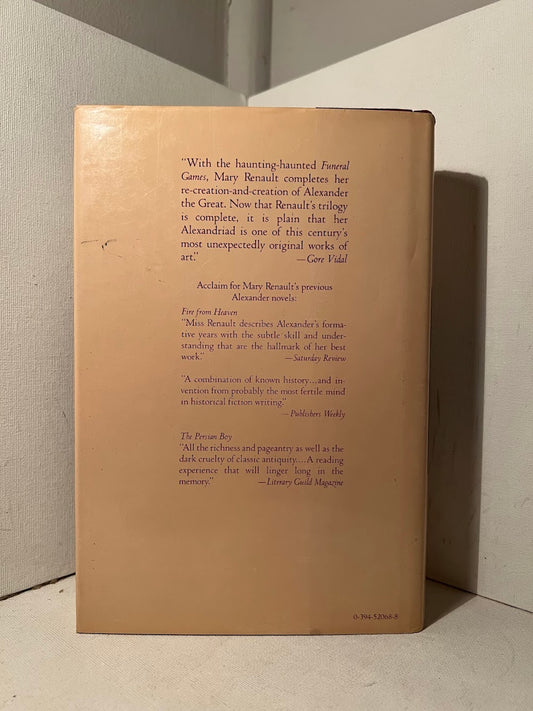 "With the haunting-haunted Funeral
Games, Mary Renault completes her
re-creation-and-creation of Alexander
the Great. Now that Renault's trilogy
is complete, it is plain that her
Alexandriad is one of this century's
most unexpectedly original works of
art." —Gore Vidal
Acclaim for Mary Renault's previous
Alexander novels:
Fire from Heaven
"Miss Renault describes Alexander's forma-
tive years with the subtle skill and under-
standing that are the hallmark of her best
work." —Saturday Review
"A combination of known history...and in-
vention from probably the most fertile mind
in historical fiction writing."
—Publishers Weekly
The Persian Boy
"All the richness and pageantry as well as the
dark cruelty of classic antiquity....A reading
experience that will linger long in the
memory." —Literary Guild Magazine
0-394-52068-8